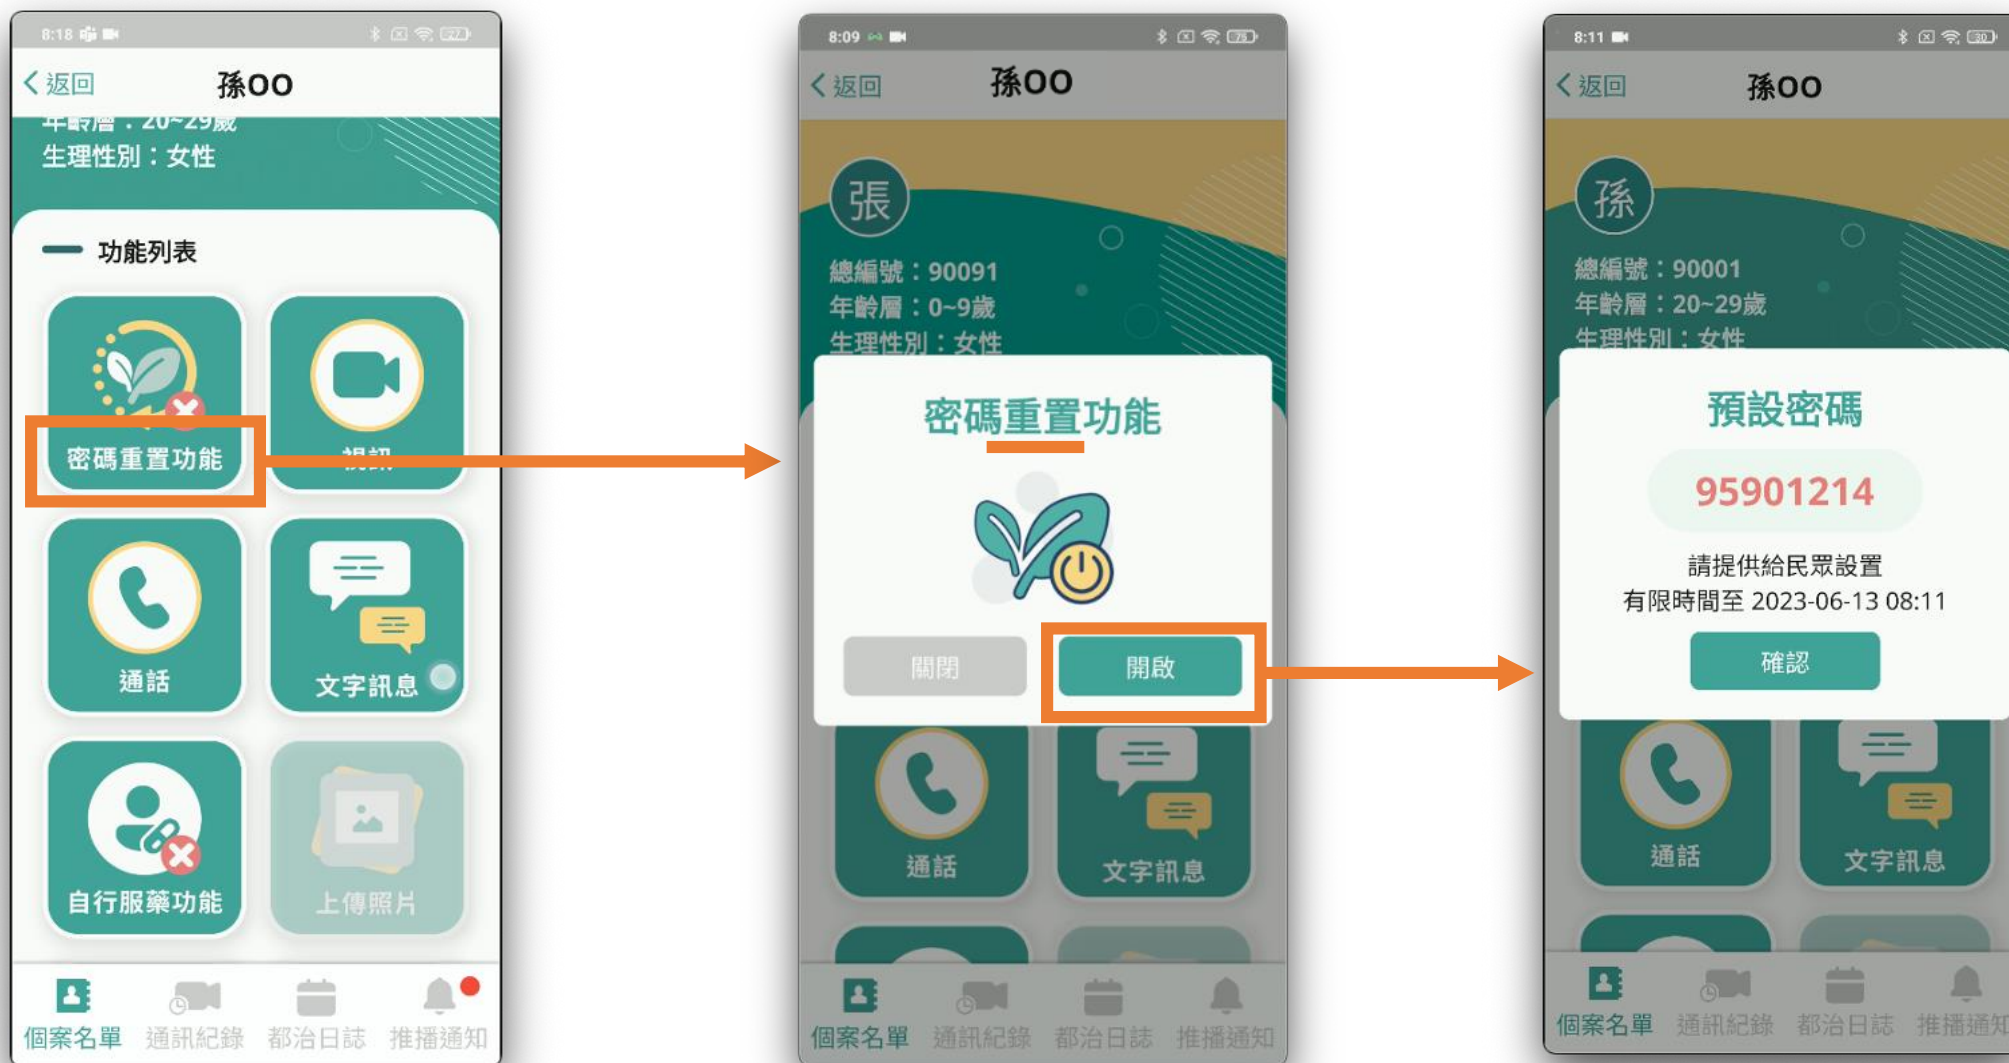 8:18
27
返回
孫OO
年齡層：20~29歲
生理性別：女性
功能列表
密碼重置功能
視訊
通話
文字訊息
自行服藥功能
上傳照片
個案名單
通訊紀錄
都治日誌
推播通知
8:09
75
返回
孫OO
張
總編號：90091
年齡層：0~9歲
生理性別：女性
密碼重置功能
關閉
開啟
通話
文字訊息
個案名單
通訊紀錄
都治日誌
推播通知
8:11
30
返回
孫OO
孫
總編號：90001
年齡層：20~29歲
生理性別：女性
預設密碼
95901214
請提供給民眾設置
有限時間至 2023-06-13 08:11
確認
通話
文字訊息
個案名單
通訊紀錄
都治日誌
推播通知